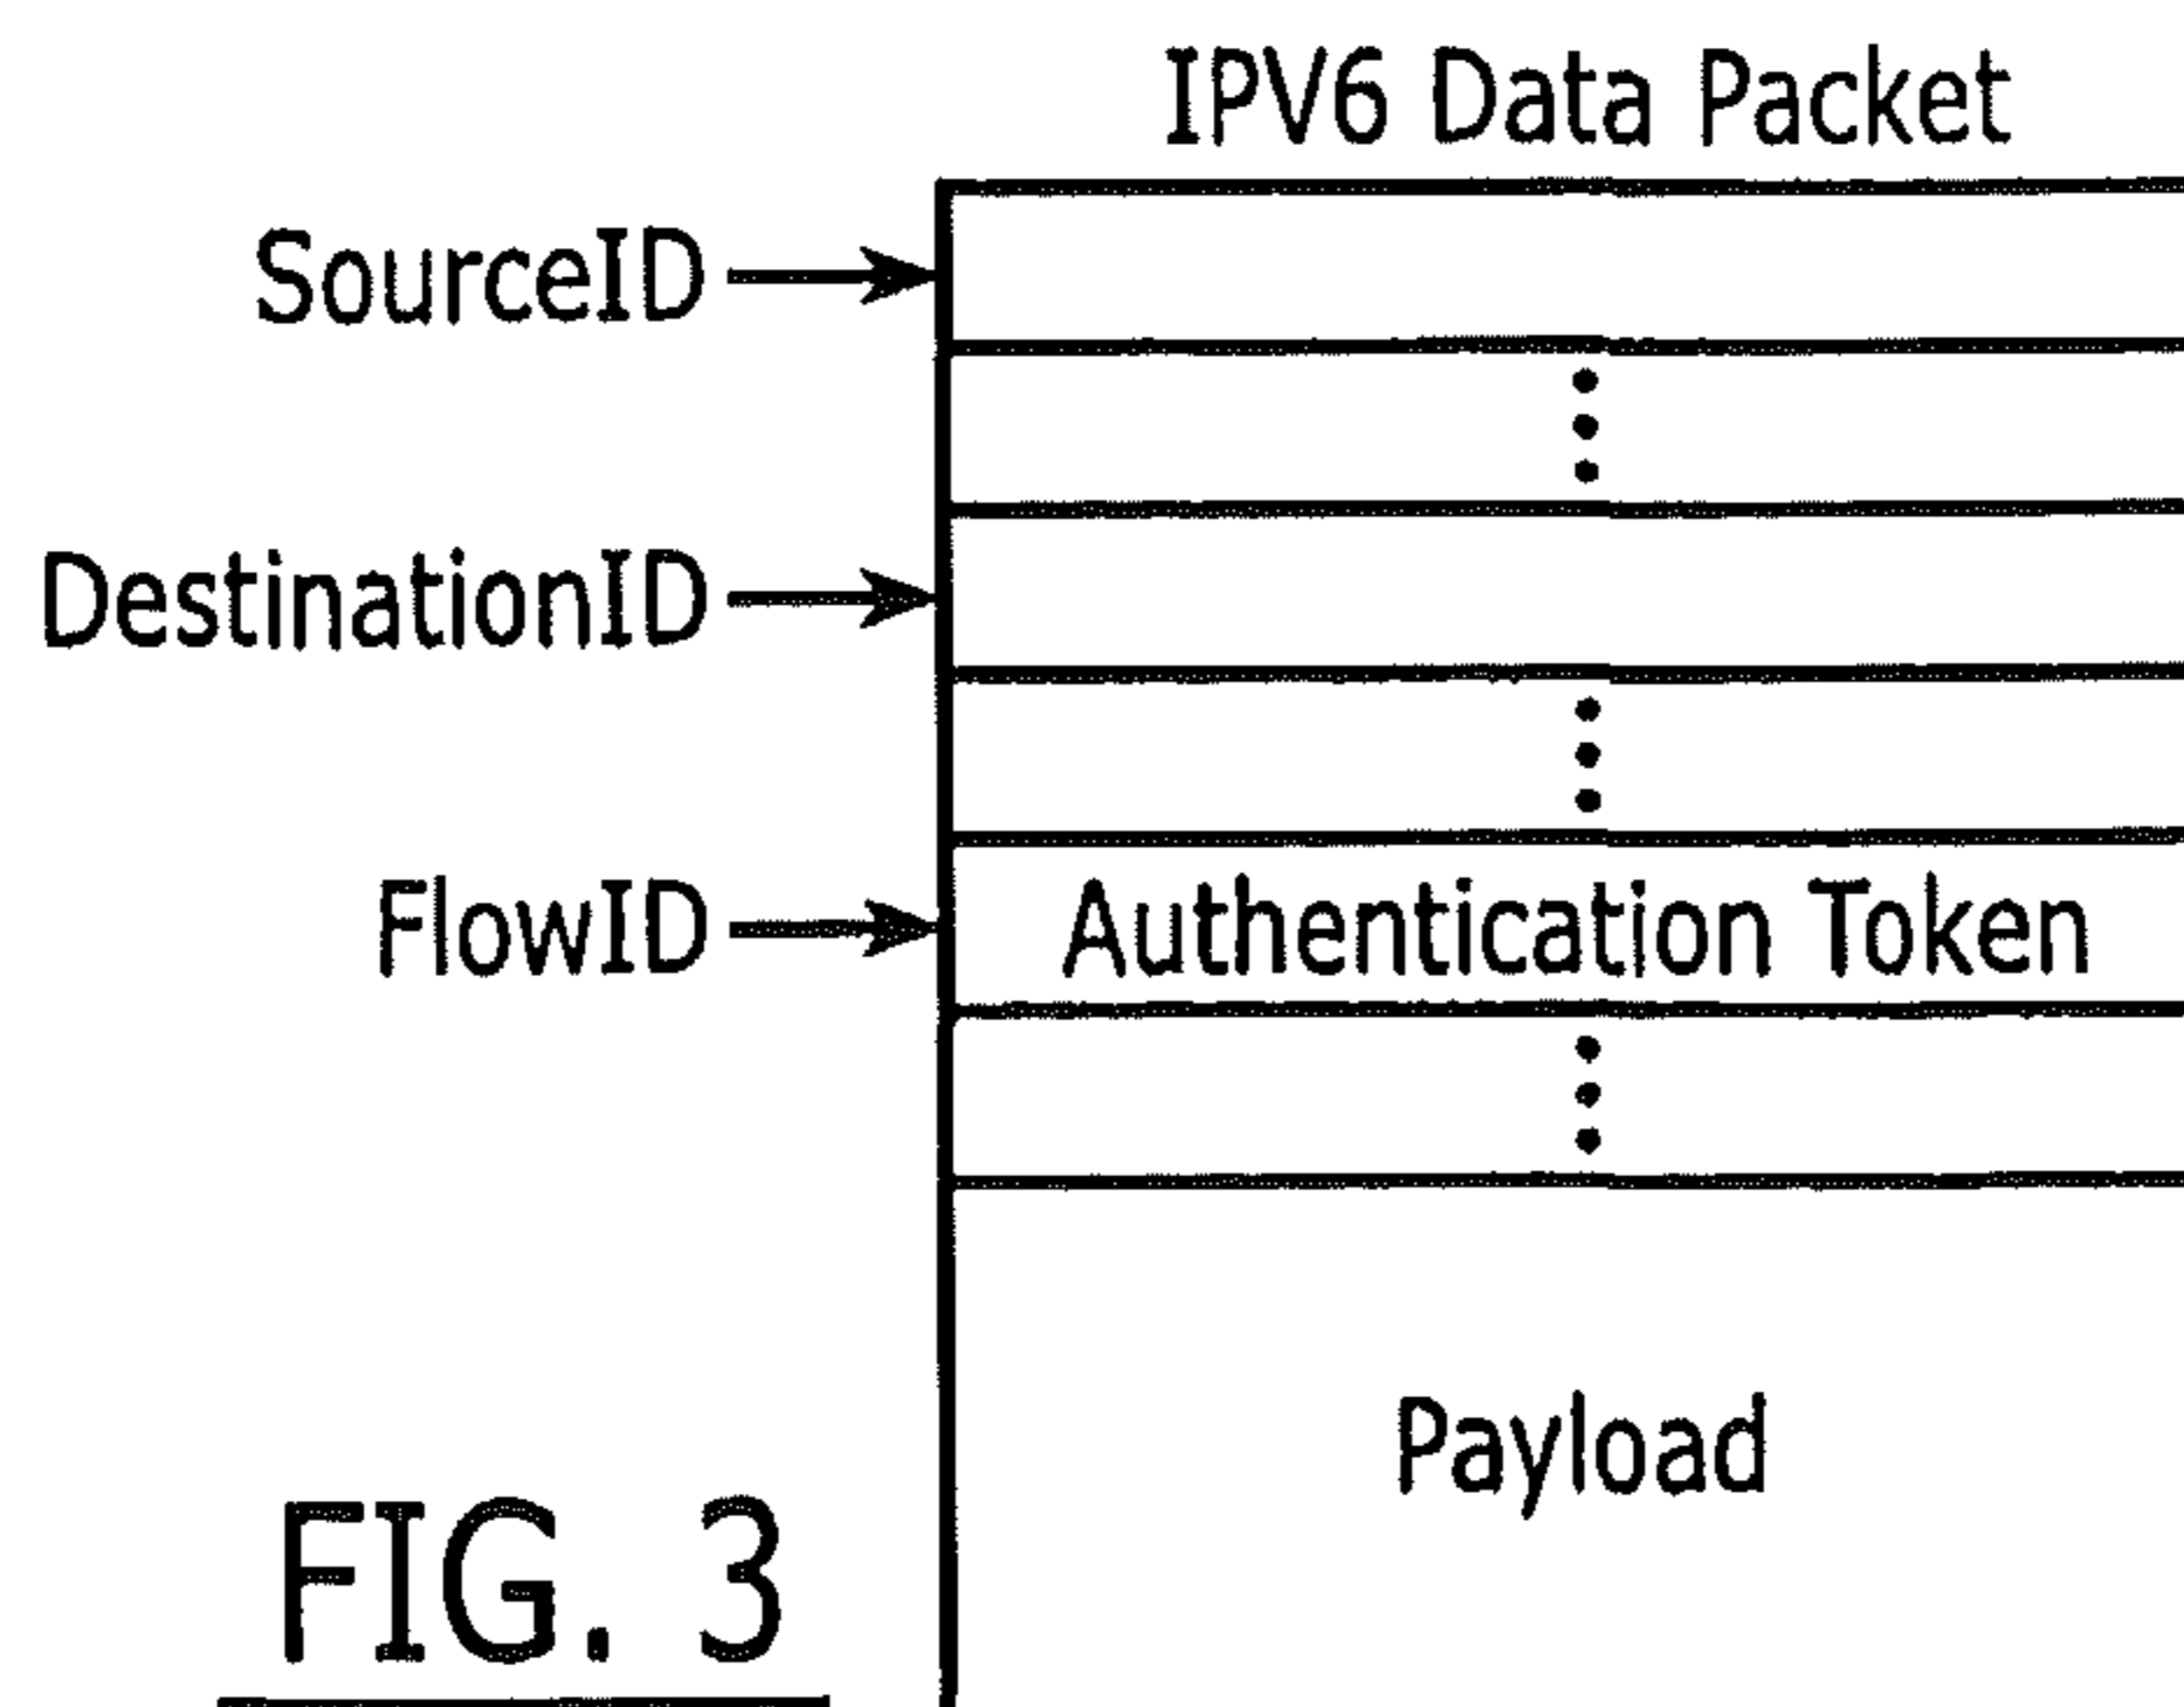 IPV6 Data Packet
SourceID
DestinationID
FlowID Authentication Token
Payload
FIG. 3